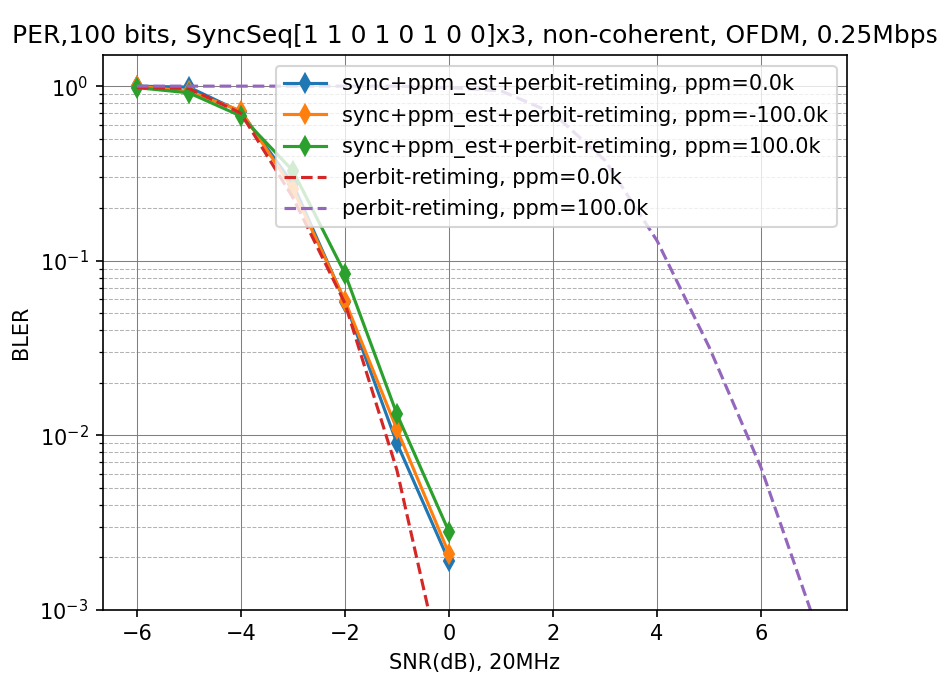 PER,100 bits, SyncSeq[1 1 0 1 0 1 0 0]x3, non-coherent, OFDM, 0.25Mbps
sync+ppm_est+perbit-retiming, ppm=0.0k
sync+ppm_est+perbit-retiming, ppm=-100.0k
sync+ppm_est+perbit-retiming, ppm=100.0k
perbit-retiming, ppm=0.0k
perbit-retiming, ppm=100.0k
10⁰
10⁻¹
10⁻²
10⁻³
BLER
−6 −4 −2 0 2 4 6
SNR(dB), 20MHz